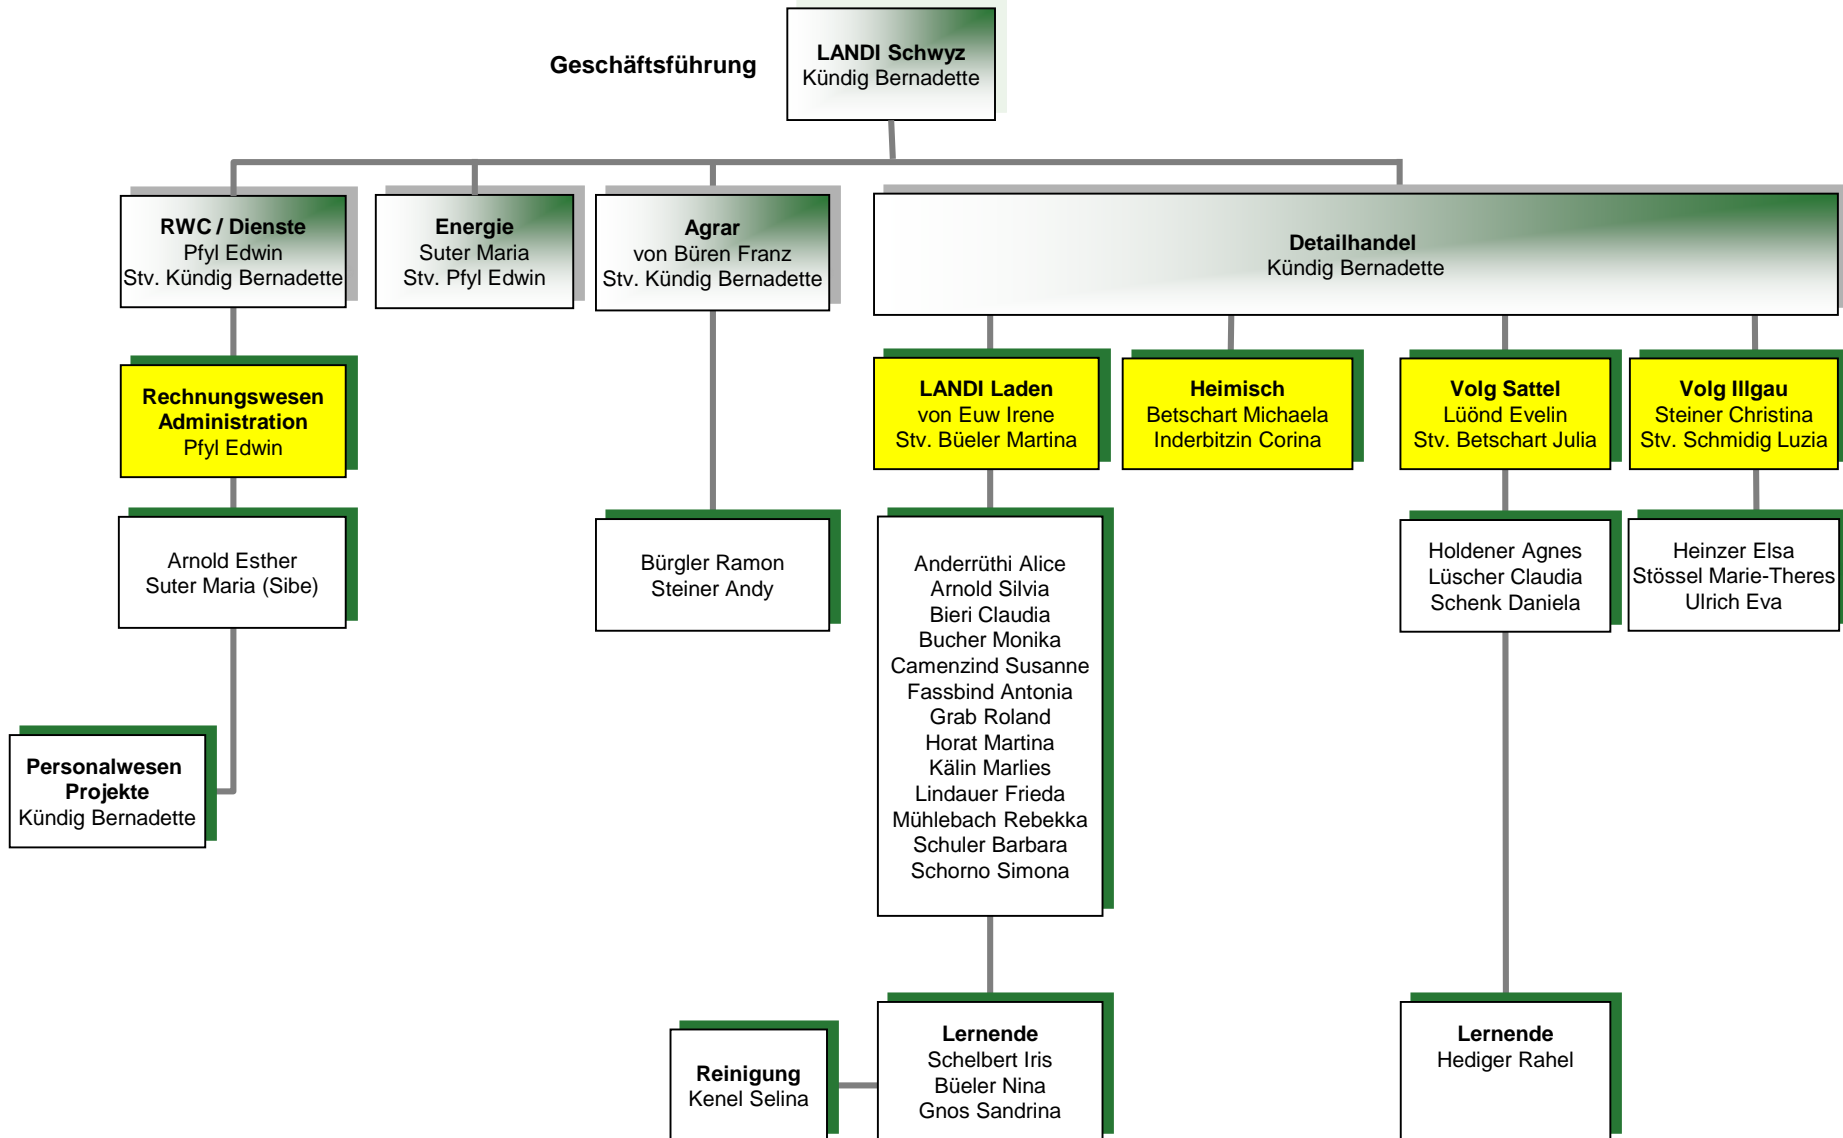 Geschäftsführung
LANDI Schwyz
Kündig Bernadette
RWC / Dienste
Pfyl Edwin
Stv. Kündig Bernadette
Energie
Suter Maria
Stv. Pfyl Edwin
Agrar
von Büren Franz
Stv. Kündig Bernadette
Detailhandel
Kündig Bernadette
Rechnungswesen
Administration
Pfyl Edwin
LANDI Laden
von Euw Irene
Stv. Büeler Martina
Heimisch
Betschart Michaela
Inderbitzin Corina
Volg Sattel
Lüönd Evelin
Stv. Betschart Julia
Volg Illgau
Steiner Christina
Stv. Schmidig Luzia
Arnold Esther
Suter Maria (Sibe)
Bürgler Ramon
Steiner Andy
Anderrüthi Alice
Arnold Silvia
Bieri Claudia
Bucher Monika
Camenzind Susanne
Fassbind Antonia
Grab Roland
Horat Martina
Kälin Marlies
Lindauer Frieda
Mühlebach Rebekka
Schuler Barbara
Schorno Simona
Holdener Agnes
Lüscher Claudia
Schenk Daniela
Heinzer Elsa
Stössel Marie-Theres
Ulrich Eva
Personalwesen
Projekte
Kündig Bernadette
Reinigung
Kenel Selina
Lernende
Schelbert Iris
Büeler Nina
Gnos Sandrina
Lernende
Hediger Rahel